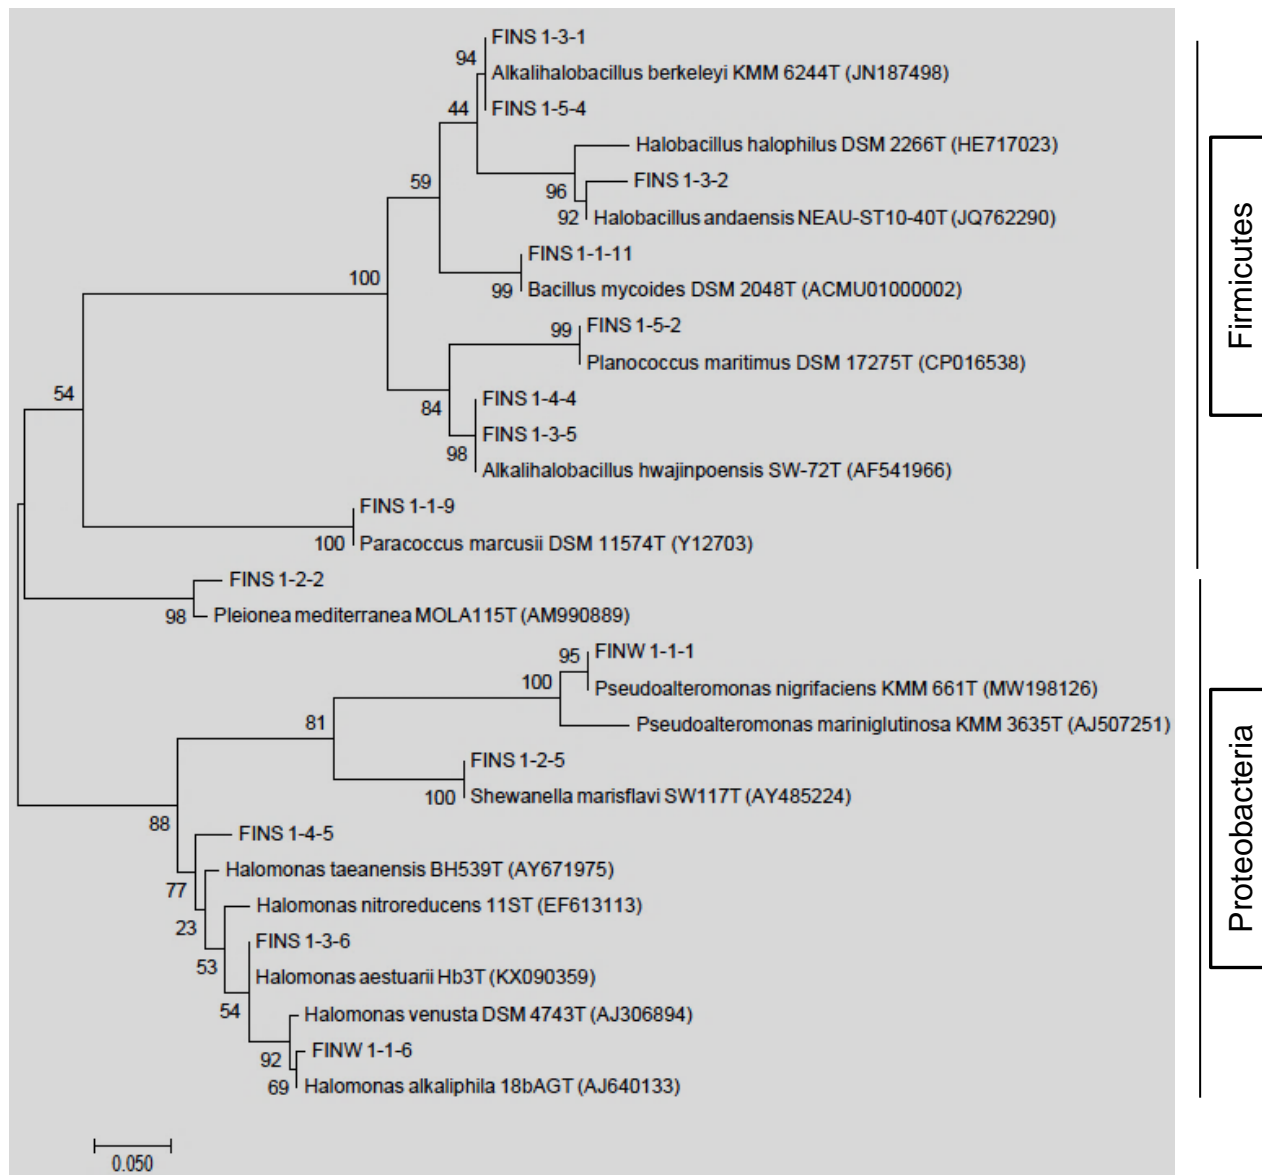 FINS 1-3-1
94
Alkalihalobacillus berkeleyi KMM 6244T (JN187498)
44
FINS 1-5-4
Halobacillus halophilus DSM 2266T (HE717023)
59
96
FINS 1-3-2
92
Halobacillus andaensis NEAU-ST10-40T (JQ762290)
FINS 1-1-11
100
99
Bacillus mycoides DSM 2048T (ACMU01000002)
99
FINS 1-5-2
Planococcus maritimus DSM 17275T (CP016538)
54
84
FINS 1-4-4
FINS 1-3-5
98
Alkalihalobacillus hwajinpoensis SW-72T (AF541966)
FINS 1-1-9
100
Paracoccus marcusii DSM 11574T (Y12703)
FINS 1-2-2
98
Pleionea mediterranea MOLA115T (AM990889)
95
FINW 1-1-1
100
Pseudoalteromonas nigrifaciens KMM 661T (MW198126)
81
Pseudoalteromonas mariniglutinosa KMM 3635T (AJ507251)
FINS 1-2-5
100
Shewanella marisflavi SW117T (AY485224)
88
FINS 1-4-5
77
Halomonas taeanensis BH539T (AY671975)
23
Halomonas nitroreducens 11ST (EF613113)
53
FINS 1-3-6
Halomonas aestuarii Hb3T (KX090359)
54
Halomonas venusta DSM 4743T (AJ306894)
92
FINW 1-1-6
69
Halomonas alkaliphila 18bAGT (AJ640133)
0.050
Firmicutes
Proteobacteria